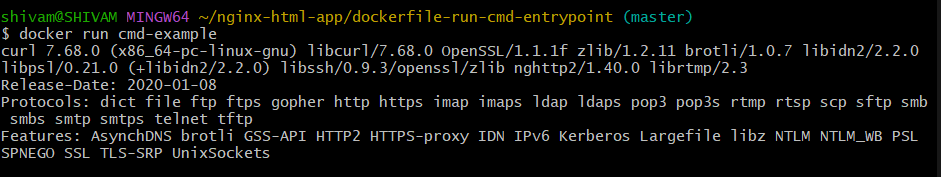 shivam@SHIVAM MINGW64 ~/nginx-html-app/dockerfile-run-cmd-entrypoint (master)
$ docker run cmd-example
curl 7.68.0 (x86_64-pc-linux-gnu) libcurl/7.68.0 OpenSSL/1.1.1f zlib/1.2.11 brotli/1.0.7 libidn2/2.2.0
libpsl/0.21.0 (+libidn2/2.2.0) libssh/0.9.3/openssl/zlib nghttp2/1.40.0 librtmp/2.3
Release-Date: 2020-01-08
Protocols: dict file ftp ftps gopher http https imap imaps ldap ldaps pop3 pop3s rtmp rtsp scp sftp smb
smbs smtp smtps telnet tftp
Features: AsynchDNS brotli GSS-API HTTP2 HTTPS-proxy IDN IPv6 Kerberos Largefile libz NTLM NTLM_WB PSL
SPNEGO SSL TLS-SRP UnixSockets